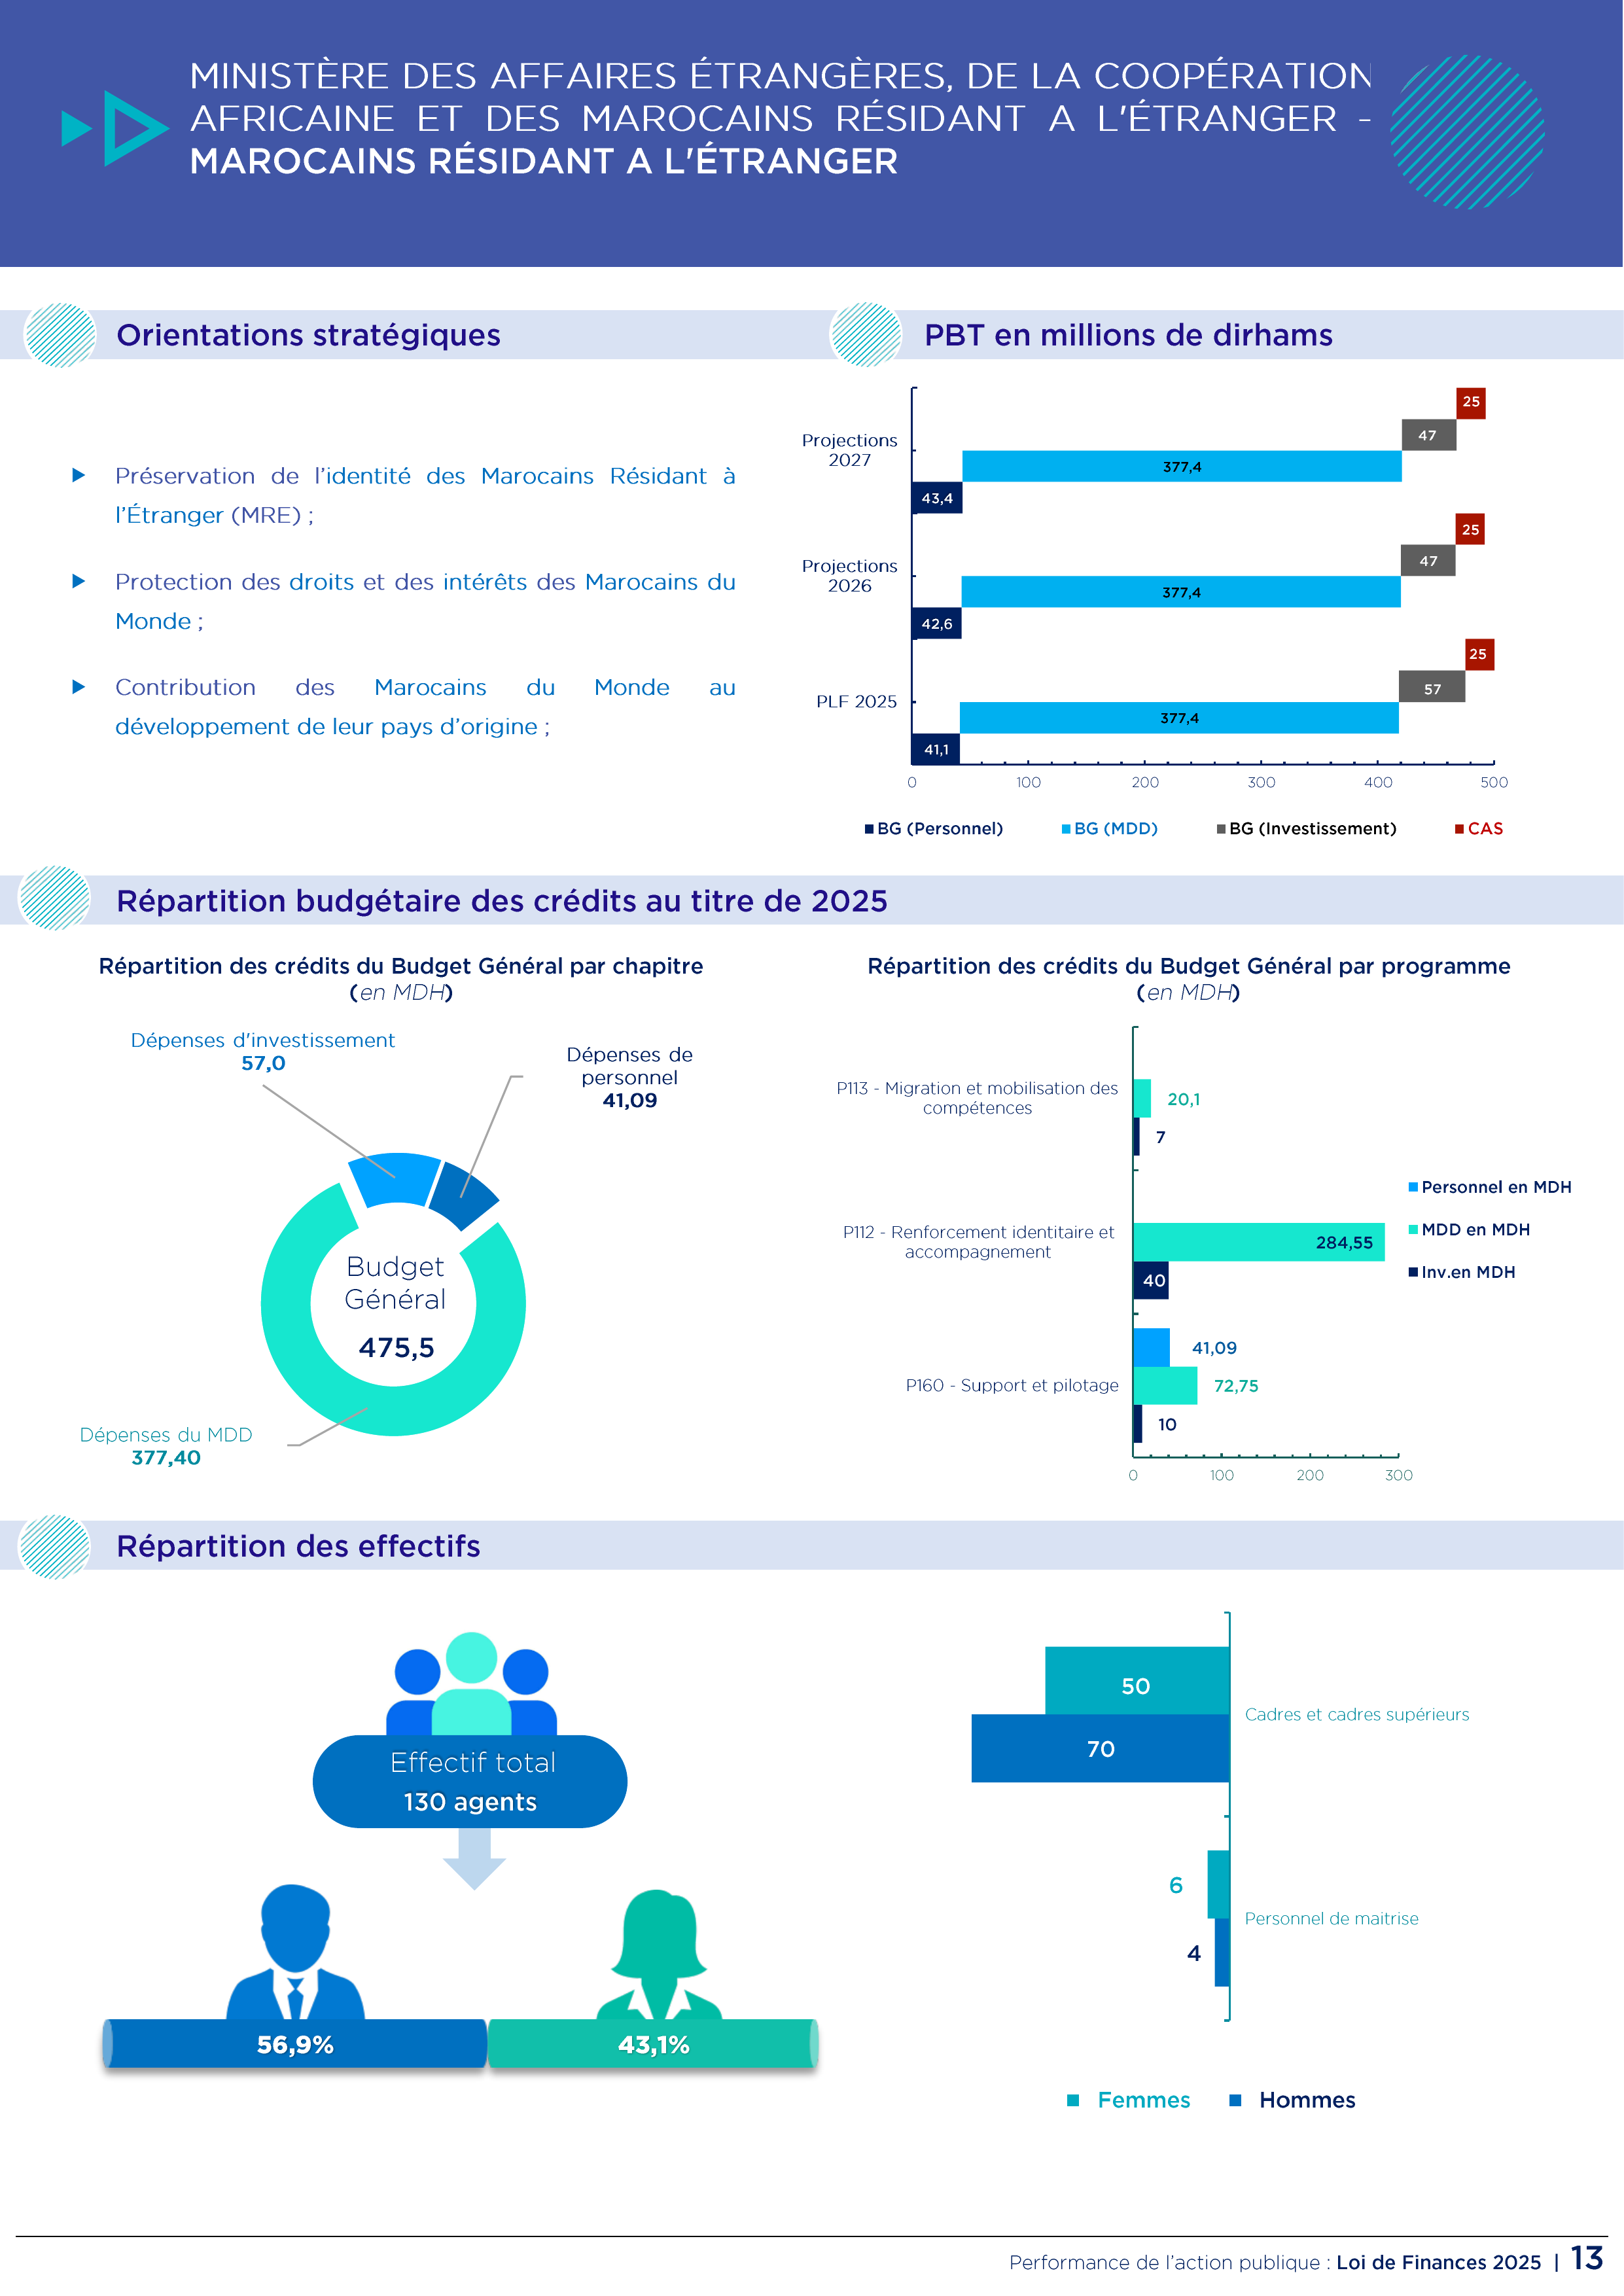 MINISTÈRE DES AFFAIRES ÉTRANGÈRES, DE LA COOPÉRATION
AFRICAINE ET DES MAROCAINS RÉSIDANT A L'ÉTRANGER -
MAROCAINS RÉSIDANT A L'ÉTRANGER
Orientations stratégiques
Préservation de l’identité des Marocains Résidant à
l’Étranger (MRE) ;
Protection des droits et des intérêts des Marocains du
Monde ;
Contribution des Marocains du Monde au
développement de leur pays d’origine ;
PBT en millions de dirhams
25
47
Projections
2027
377,4
43,4
25
47
Projections
2026
377,4
42,6
25
57
PLF 2025
377,4
41,1
0 100 200 300 400 500
BG (Personnel) BG (MDD) BG (Investissement) CAS
Répartition budgétaire des crédits au titre de 2025
Répartition des crédits du Budget Général par chapitre
(en MDH)
Dépenses d'investissement
57,0
Dépenses de
personnel
41,09
Budget
Général
475,5
Dépenses du MDD
377,40
Répartition des crédits du Budget Général par programme
(en MDH)
P113 - Migration et mobilisation des
compétences
20,1
7
P112 - Renforcement identitaire et
accompagnement
284,55
40
41,09
P160 - Support et pilotage
72,75
10
0 100 200 300
Personnel en MDH
MDD en MDH
Inv.en MDH
Répartition des effectifs
Effectif total
130 agents
56,9%
43,1%
50
Cadres et cadres supérieurs
70
6
Personnel de maitrise
4
Femmes Hommes
Performance de l’action publique : Loi de Finances 2025 | 13